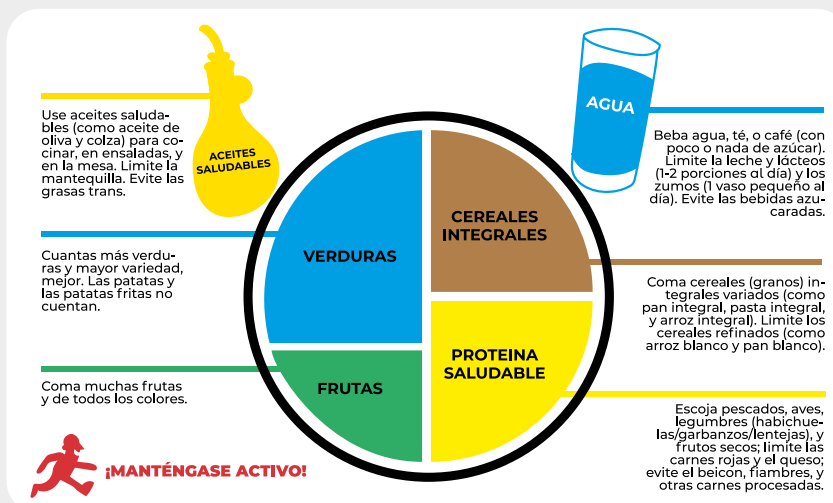 Use aceites saluda-
bles (como aceite de
oliva y colza) para co-
cinar, en ensaladas, y
en la mesa. Limite la
mantequilla. Evite las
grasas trans.
ACEITES
SALUDABLES
AGUA
Beba agua, té, o café (con
poco o nada de azúcar).
Limite la leche y lácteos
(1-2 porciones al día) y los
zumos (1 vaso pequeño al
día). Evite las bebidas azu-
caradas.
VERDURAS
CEREALES
INTEGRALES
Cuantas más verdu-
ras y mayor variedad,
mejor. Las patatas y
las patatas fritas no
cuentan.
Coma cereales (granos) in-
tegrales variados (como
pan integral, pasta integral,
y arroz integral). Limite los
cereales refinados (como
arroz blanco y pan blanco).
FRUTAS
PROTEINA
SALUDABLE
Coma muchas frutas
y de todos los colores.
Escoja pescados, aves,
legumbres (habichue-
las/garbanzos/lentejas), y
frutos secos; limite las
carnes rojas y el queso;
evite el beicon, fiambres, y
otras carnes procesadas.
¡MANTÉNGASE ACTIVO!